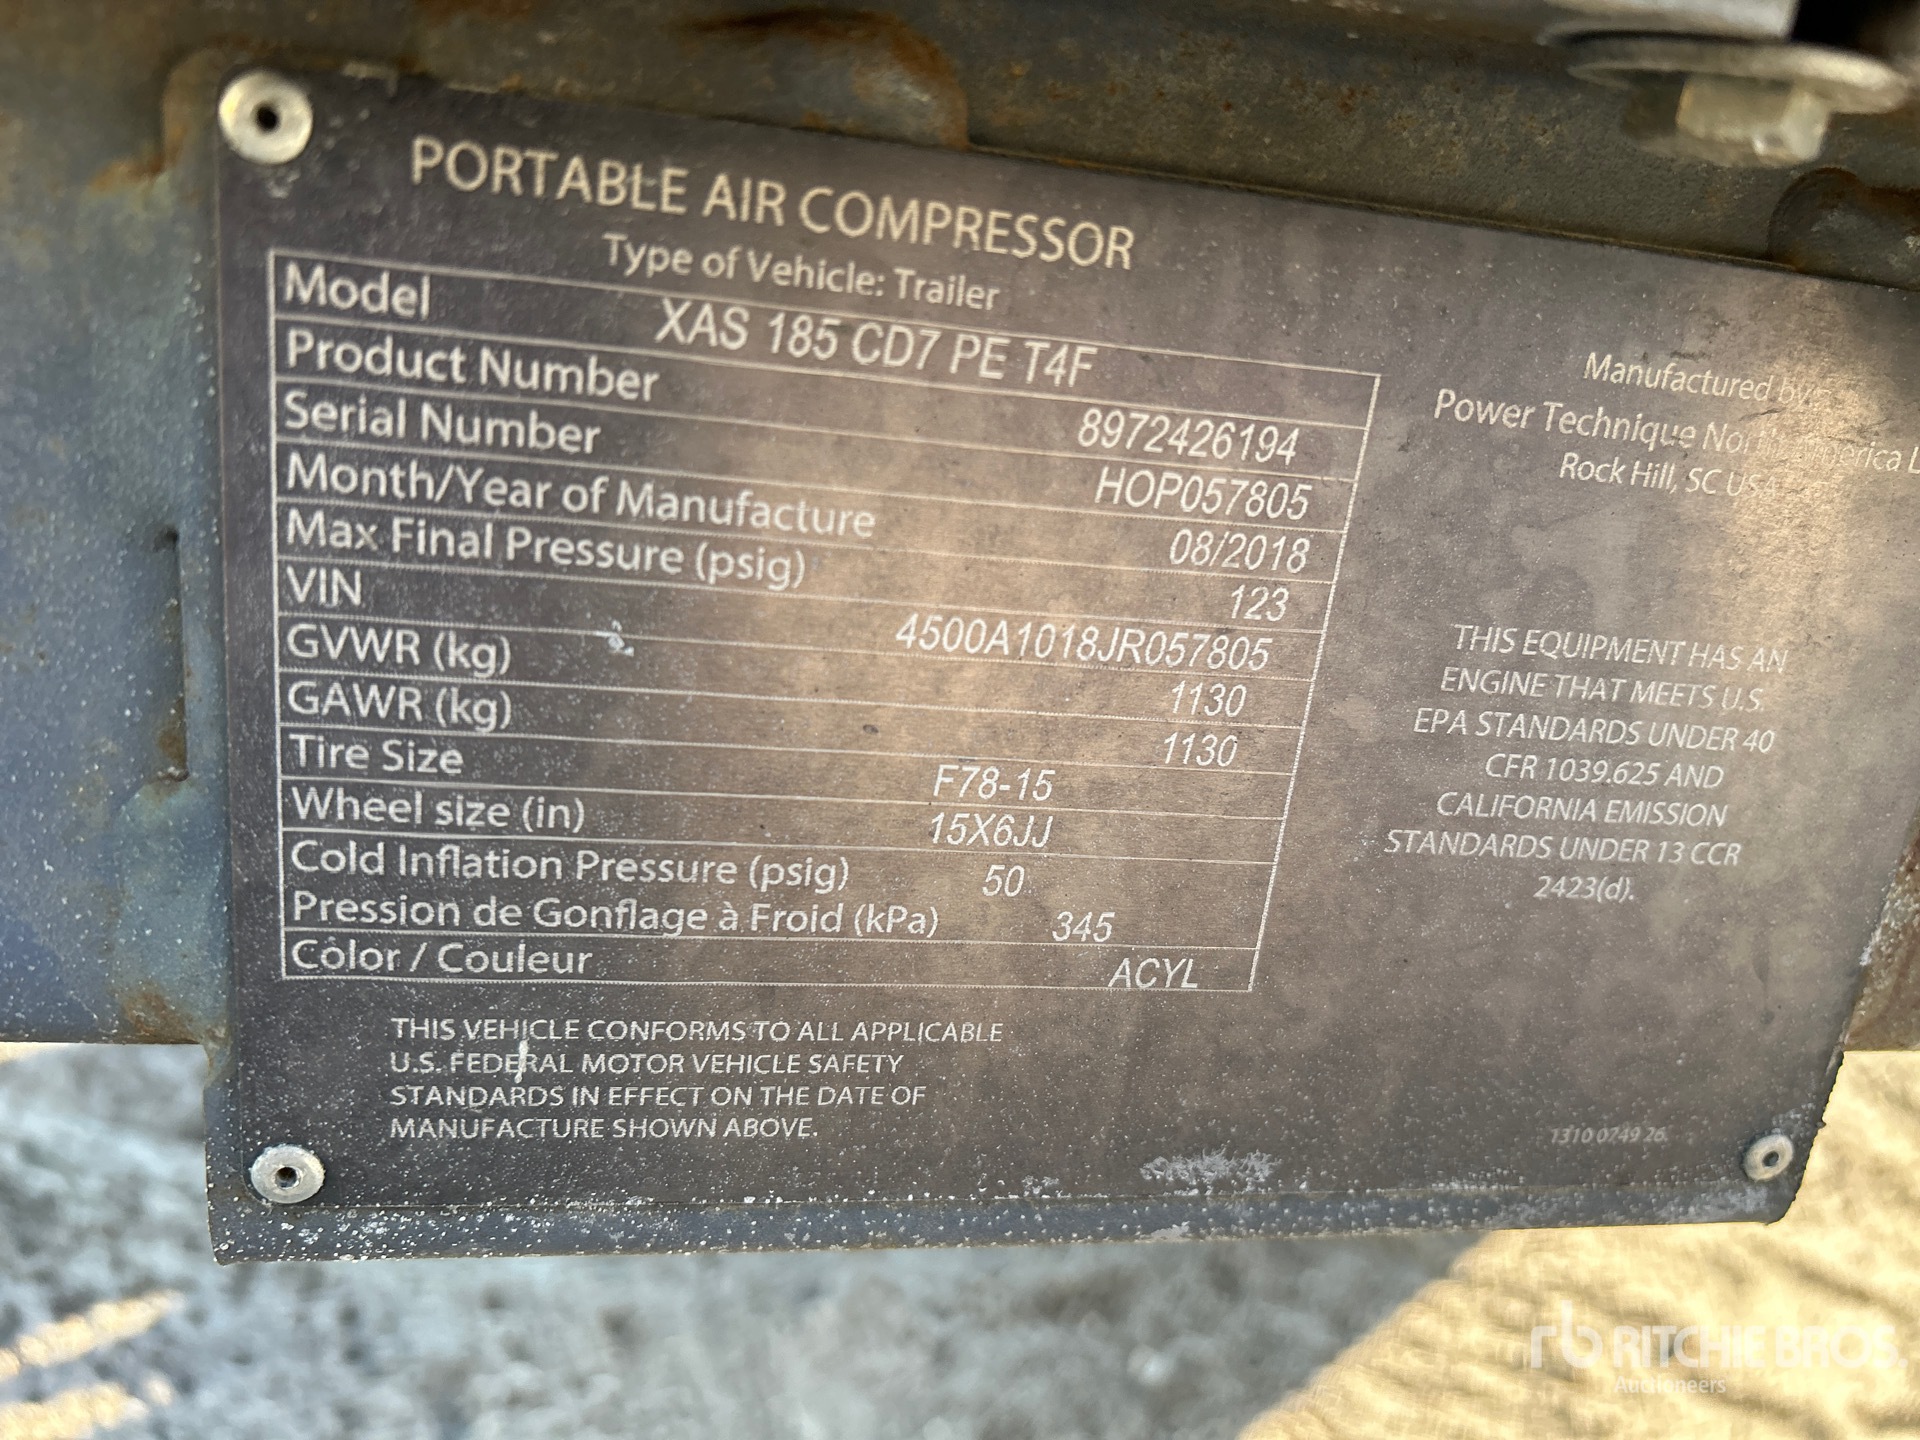 PORTABLE AIR COMPRESSOR
Type of Vehicle: Trailer
Model XAS 185 CD7 PE T4F
Product Number 8972426194
Serial Number HOP057805
Month/Year of Manufacture 08/2018
Max Final Pressure (psig) 123
VIN 4500A1018JR057805
GVWR (kg) 1130
GAWR (kg) 1130
Tire Size F78-15
Wheel size (in) 15X6JJ
Cold Inflation Pressure (psig) 50
Pression de Gonflage à Froid (kPa) 345
Color / Couleur ACYL
THIS VEHICLE CONFORMS TO ALL APPLICABLE
U.S. FEDERAL MOTOR VEHICLE SAFETY
STANDARDS IN EFFECT ON THE DATE OF
MANUFACTURE SHOWN ABOVE.
Manufactured by:
Power Technique North America
Rock Hill, SC USA
THIS EQUIPMENT HAS AN
ENGINE THAT MEETS U.S.
EPA STANDARDS UNDER 40
CFR 1039.625 AND
CALIFORNIA EMISSION
STANDARDS UNDER 13 CCR
2423(d).
1310 0749 26
rb RITCHIE BROS.
Auctioneers